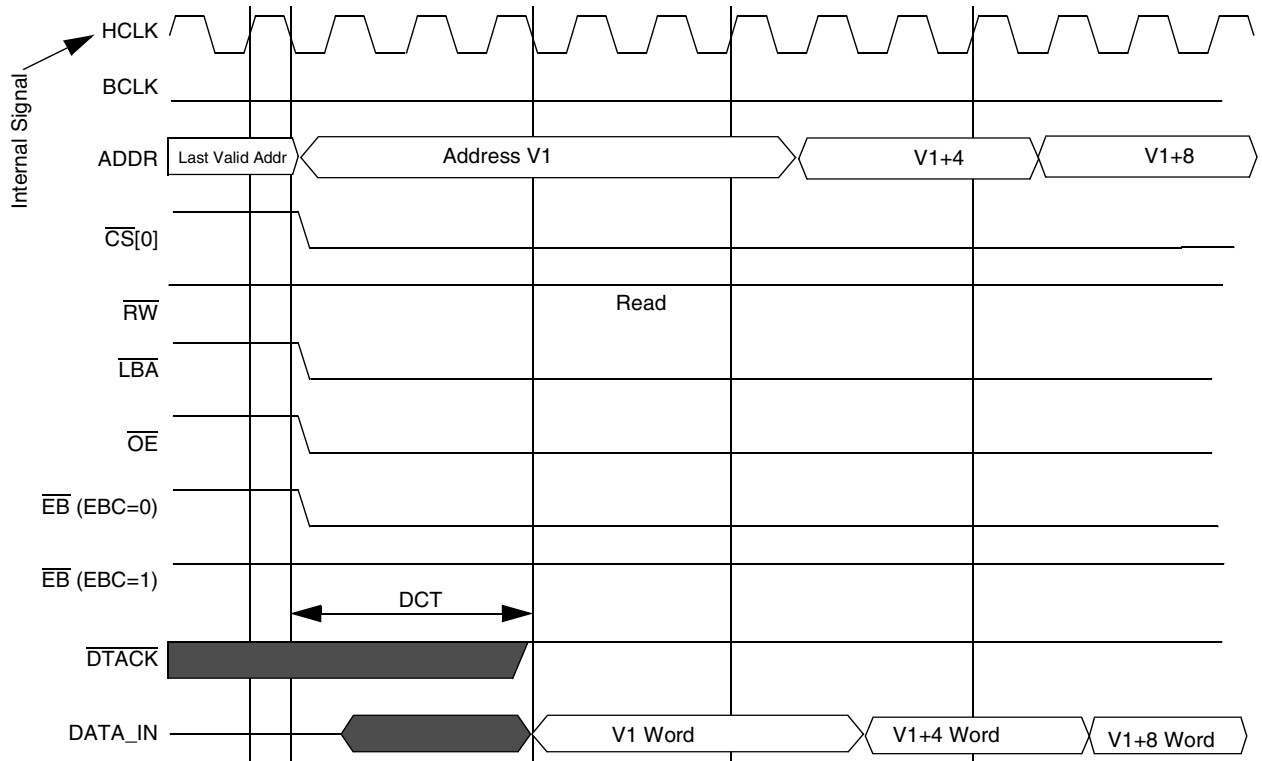 Internal Signal
HCLK
BCLK
ADDR
Last Valid Addr
Address V1
V1+4
V1+8
CS[0]
RW
Read
LBA
OE
EB (EBC=0)
EB (EBC=1)
DCT
DTACK
DATA_IN
V1 Word
V1+4 Word
V1+8 Word